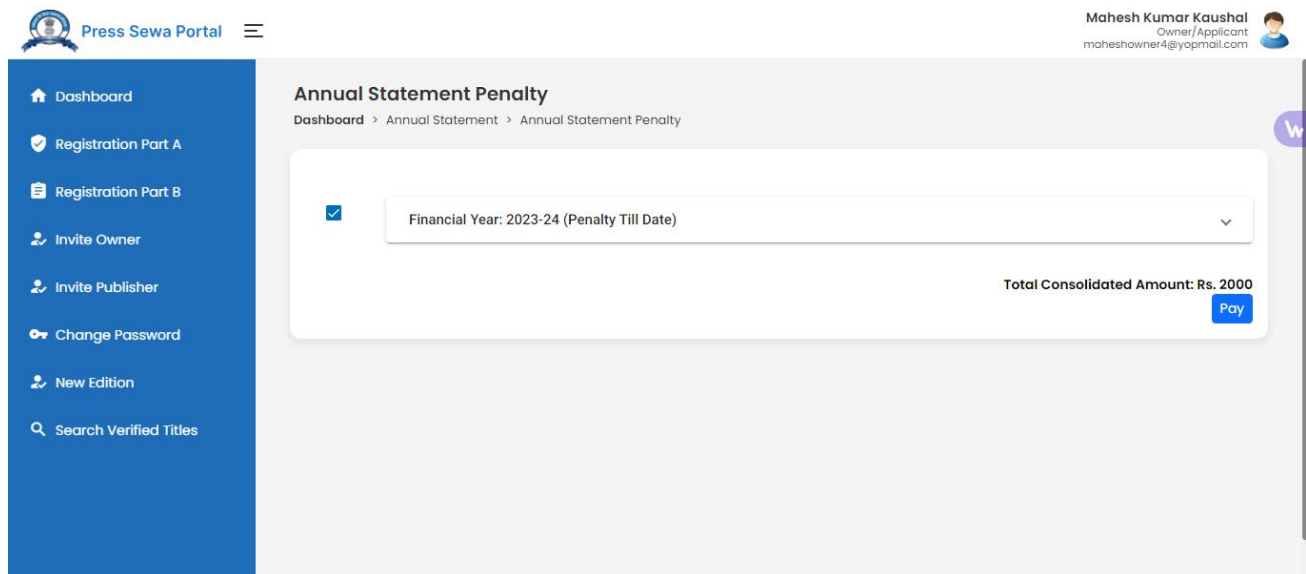 Press Sewa Portal
Mahesh Kumar Kaushal
Owner/Applicant
maheshowner4@yopmail.com
Dashboard
Registration Part A
Registration Part B
Invite Owner
Invite Publisher
Change Password
New Edition
Search Verified Titles
Annual Statement Penalty
Dashboard > Annual Statement > Annual Statement Penalty
Financial Year: 2023-24 (Penalty Till Date)
Total Consolidated Amount: Rs. 2000
Pay